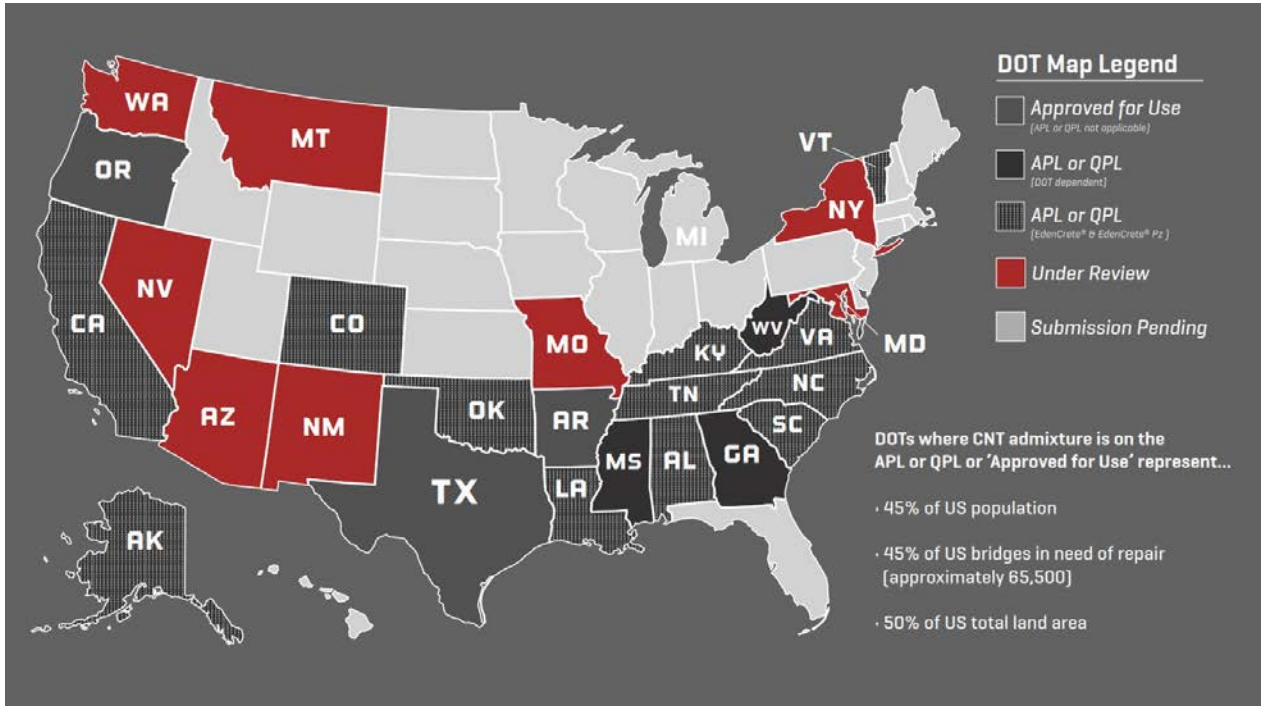 DOT Map Legend
Approved for Use
(APL or QPL not applicable)
APL or QPL
[DOT dependent]
APL or QPL
(EdenCrete® & EdenCrete® Pz )
Under Review
Submission Pending
WA
MT
OR
VT
NY
MI
NV
CA
CO
MO
WV
VA
KY
MD
AZ
NM
OK
AR
TN
NC
SC
TX
LA
MS
AL
GA
AK
DOTs where CNT admixture is on the
APL or QPL or 'Approved for Use' represent...
· 45% of US population
· 45% of US bridges in need of repair
[approximately 65,500]
· 50% of US total land area